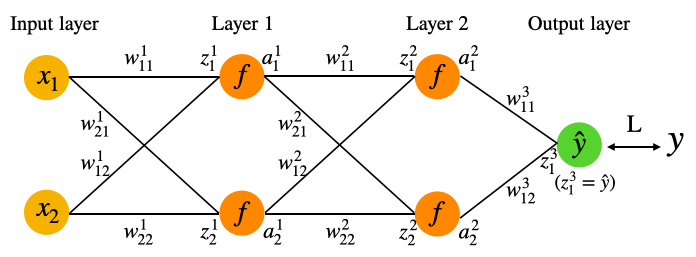 Input layer Layer 1 Layer 2 Output layer
w¹₁₁ z¹₁ a¹₁ w²₁₁ z²₁ a²₁
x₁ f f
w³₁₁
w¹₂₁ w²₂₁
L
ŷ y
w¹₁₂ w²₁₂ z³₁
(z³₁ = ŷ)
w³₁₂
x₂ f f
w¹₂₂ z¹₂ a¹₂ w²₂₂ z²₂ a²₂